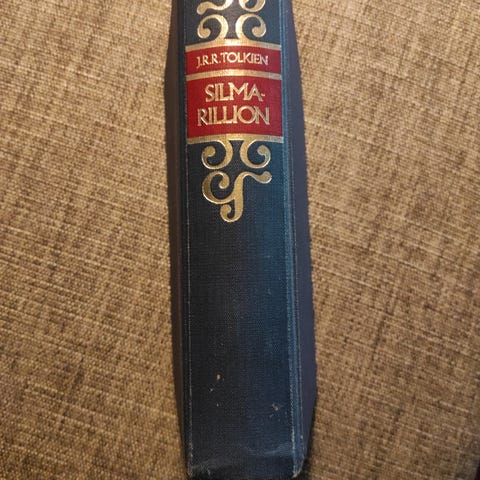 J.R.R. TOLKIEN
SILMA-
RILLION